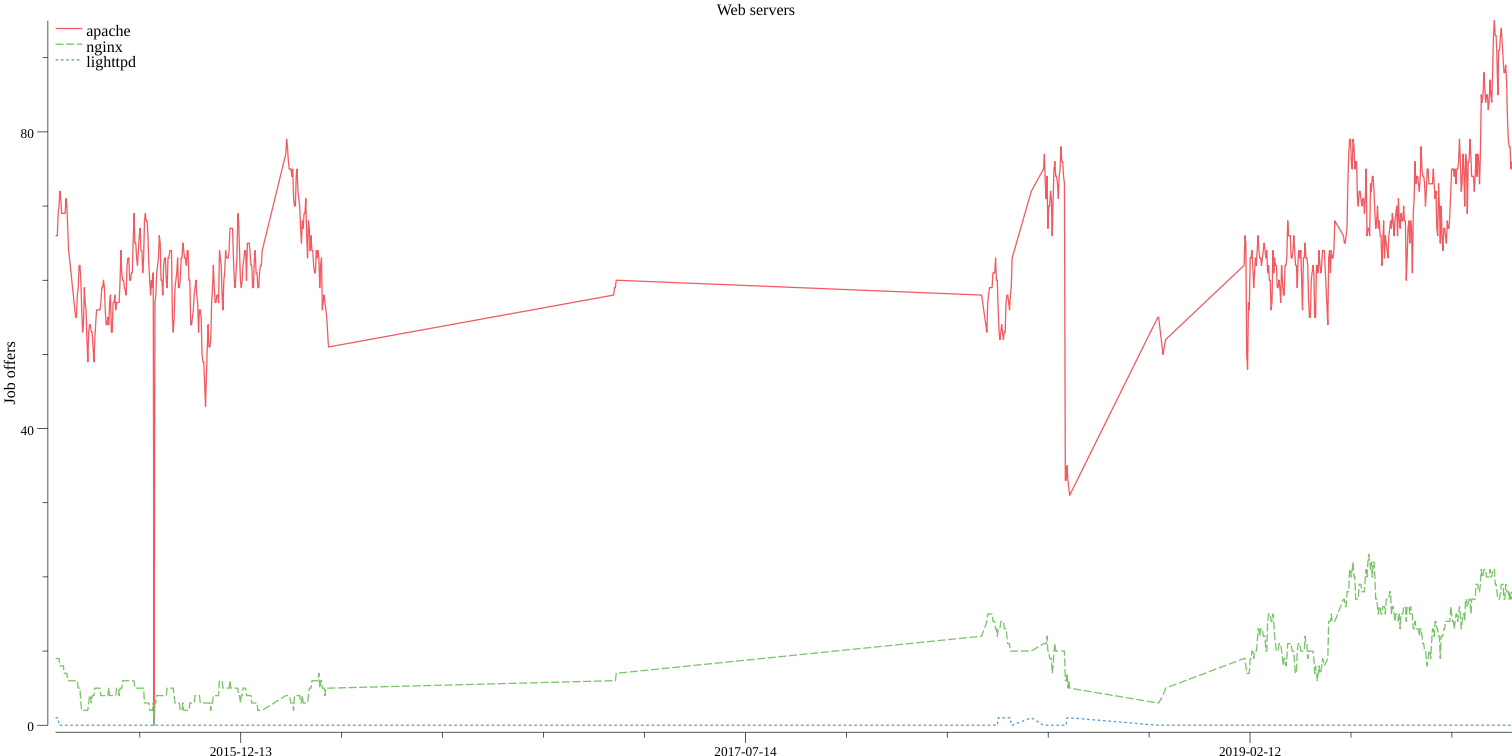 Web servers
apache
nginx
lighttpd
80
Job offers
40
0
2015-12-13
2017-07-14
2019-02-12